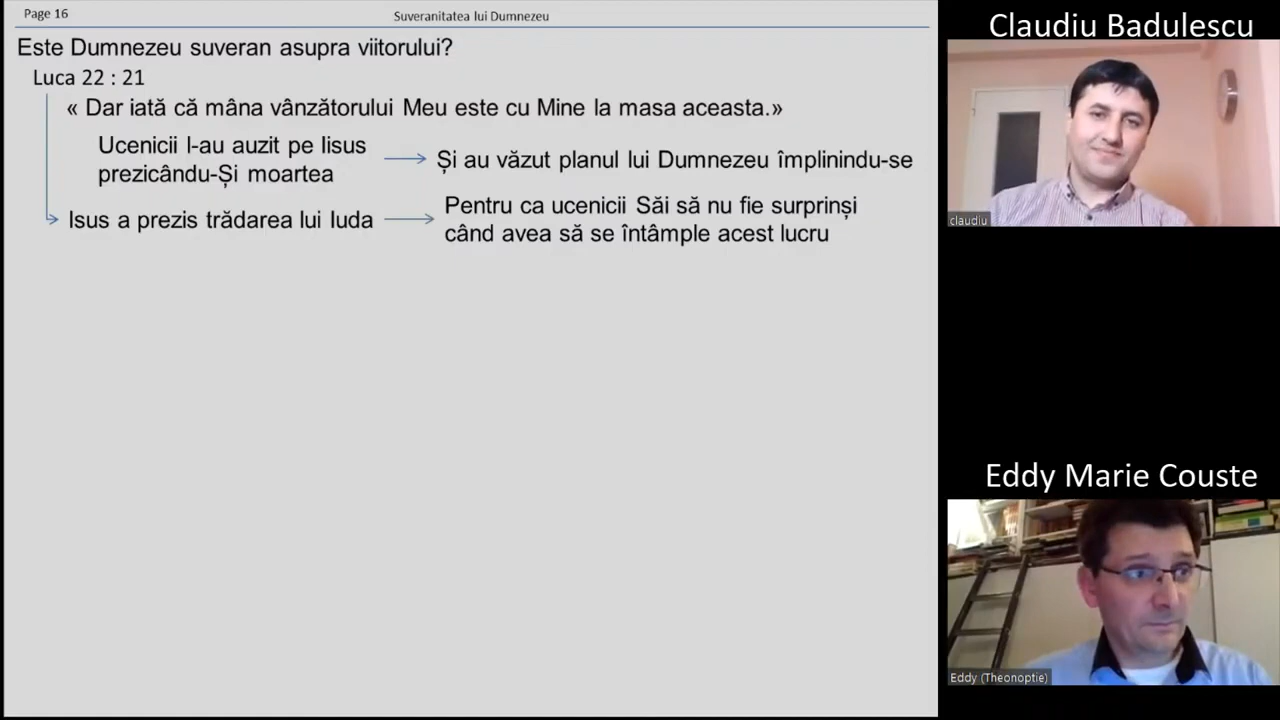 Page 16
Suveranitatea lui Dumnezeu
Este Dumnezeu suveran asupra viitorului?
Luca 22 : 21
« Dar iată că mâna vânzătorului Meu este cu Mine la masa aceasta.»
Ucenicii l-au auzit pe Iisus
prezicându-Și moartea
Și au văzut planul lui Dumnezeu împlinindu-se
Isus a prezis trădarea lui Iuda
Pentru ca ucenicii Săi să nu fie surprinși
când avea să se întâmple acest lucru
Claudiu Badulescu
claudiu
Eddy Marie Couste
Eddy (Theonoptie)